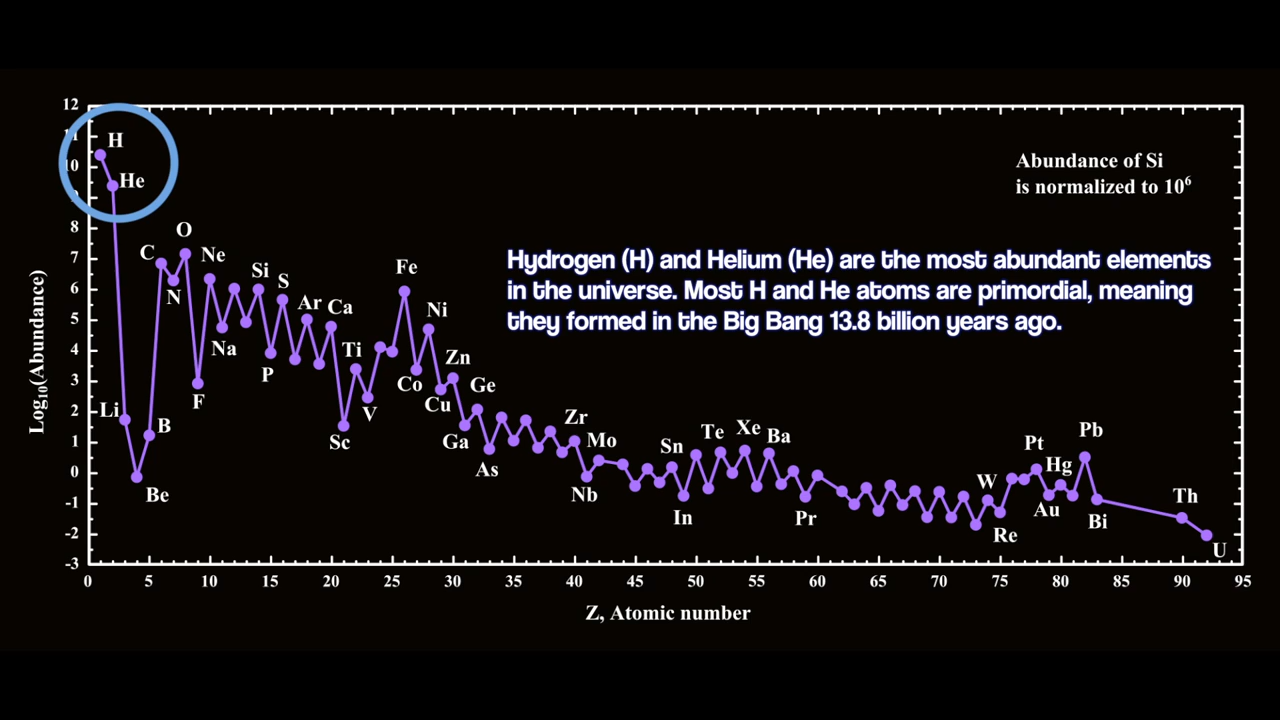 12
11
10
9
8
7
6
5
4
3
2
1
0
-1
-2
-3
Log10(Abundance)
H
He
Li
Be
B
C
N
O
F
Ne
Na
Si
P
S
Ar
Ca
Sc
Ti
V
Fe
Co
Ni
Cu
Zn
Ga
Ge
As
Zr
Nb
Mo
Sn
In
Te
Xe
Ba
Pr
W
Re
Pt
Au
Hg
Pb
Bi
Th
U
Abundance of Si
is normalized to 10⁶
Hydrogen (H) and Helium (He) are the most abundant elements
in the universe. Most H and He atoms are primordial, meaning
they formed in the Big Bang 13.8 billion years ago.
0 5 10 15 20 25 30 35 40 45 50 55 60 65 70 75 80 85 90 95
Z, Atomic number